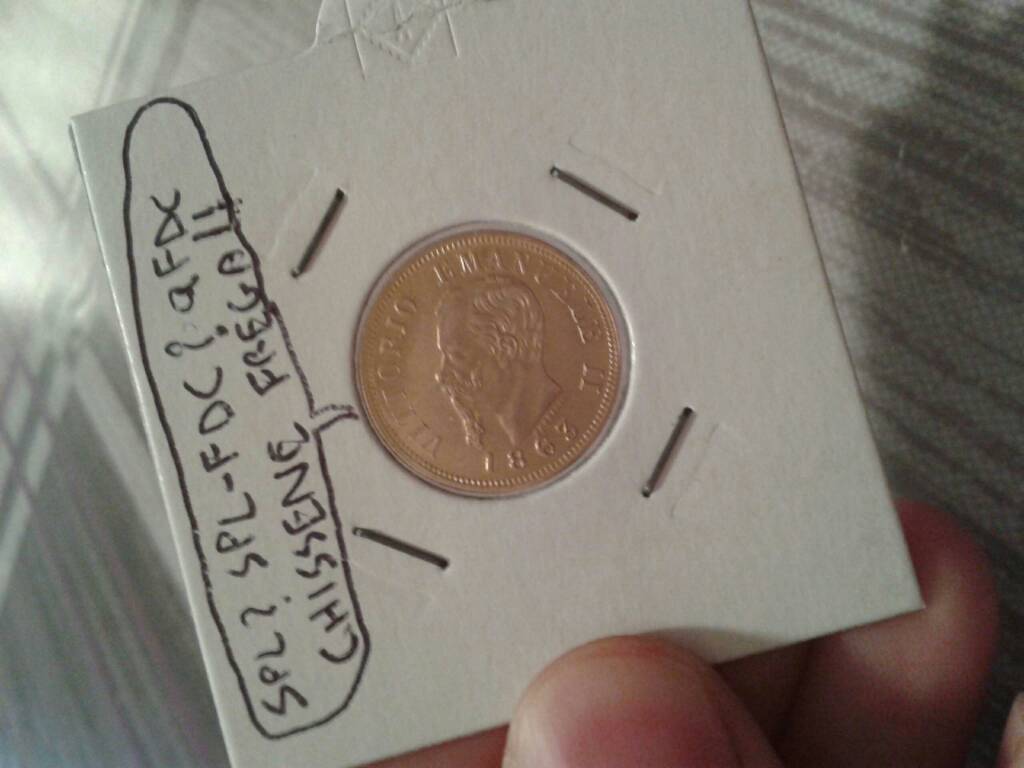 SPL? SPL-FDC? qFDC
CHISSENE FREGA!!
VITTORIO EMANUELE II
1863